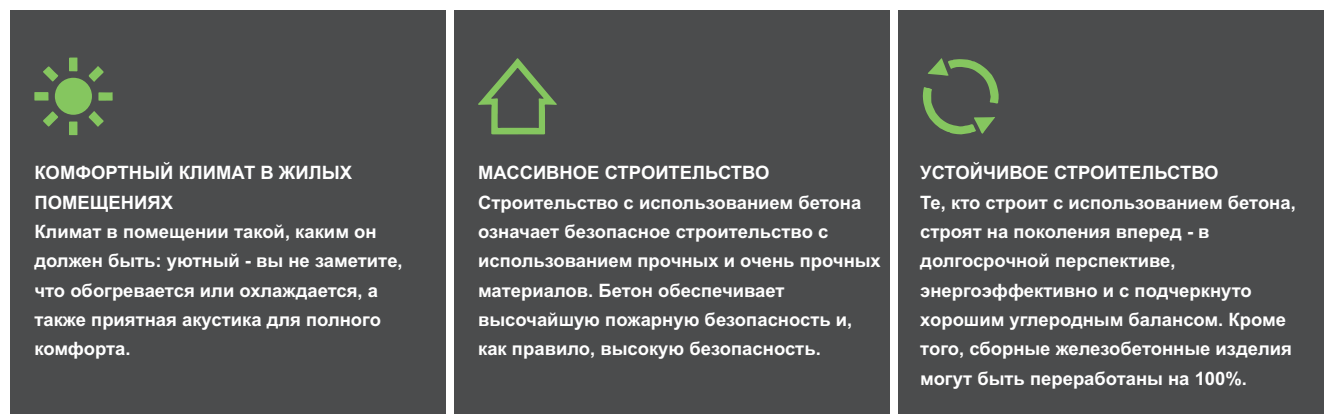 КОМФОРТНЫЙ КЛИМАТ В ЖИЛЫХ
ПОМЕЩЕНИЯХ
Климат в помещении такой, каким он
должен быть: уютный - вы не заметите,
что обогревается или охлаждается, а
также приятная акустика для полного
комфорта.
МАССИВНОЕ СТРОИТЕЛЬСТВО
Строительство с использованием бетона
означает безопасное строительство с
использованием прочных и очень прочных
материалов. Бетон обеспечивает
высочайшую пожарную безопасность и,
как правило, высокую безопасность.
УСТОЙЧИВОЕ СТРОИТЕЛЬСТВО
Те, кто строит с использованием бетона,
строят на поколения вперед - в
долгосрочной перспективе,
энергоэффективно и с подчеркнуто
хорошим углеродным балансом. Кроме
того, сборные железобетонные изделия
могут быть переработаны на 100%.